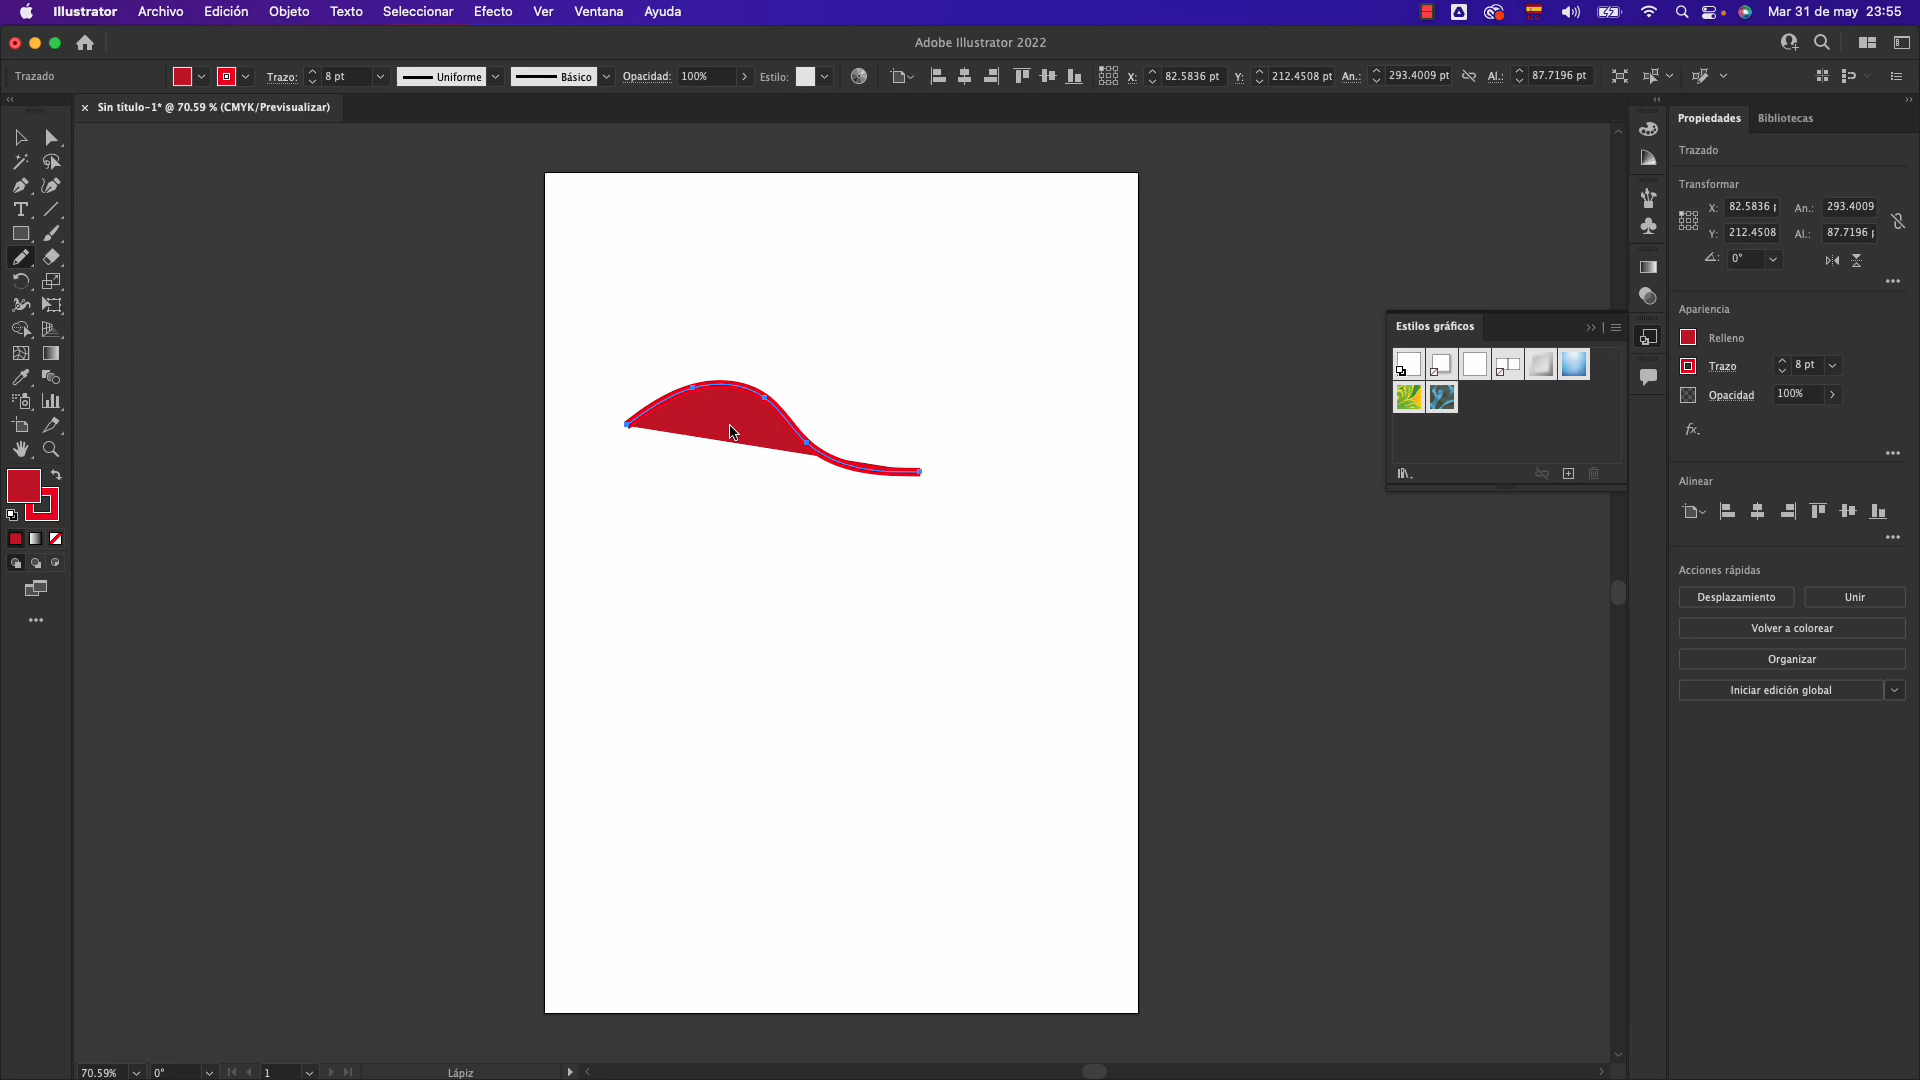 Illustrator Archivo Edición Objeto Texto Seleccionar Efecto Ver Ventana Ayuda Mar 31 de may 23:55
Adobe Illustrator 2022
Trazado Trazo: 8 pt Uniforme Básico Opacidad: 100% Estilo: X: 82.5836 pt Y: 212.4508 pt An.: 293.4009 pt Al.: 87.7196 pt
× Sin título-1* @ 70.59 % (CMYK/Previsualizar)
Propiedades Bibliotecas
Trazado
Transformar
X: 82.5836 An.: 293.4009
Y: 212.4508 Al.: 87.7196
0°
Apariencia
Relleno
Trazo 8 pt
Opacidad 100%
fx.
Estilos gráficos
Alinear
Acciones rápidas
Desplazamiento Unir
Volver a colorear
Organizar
Iniciar edición global
70.59% 0° 1 Lápiz